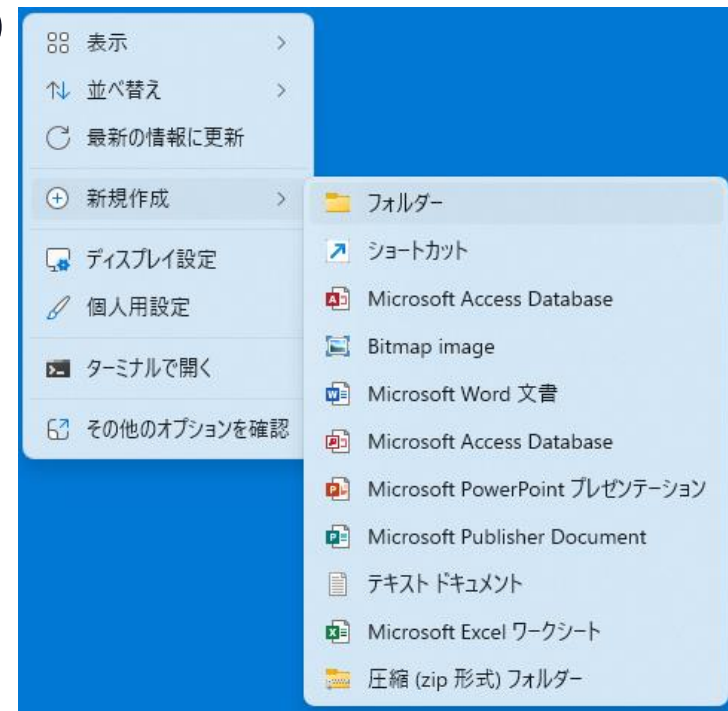 )
表示
並べ替え
最新の情報に更新
新規作成
ディスプレイ設定
個人用設定
ターミナルで開く
その他のオプションを確認
フォルダー
ショートカット
Microsoft Access Database
Bitmap image
Microsoft Word 文書
Microsoft Access Database
Microsoft PowerPoint プレゼンテーション
Microsoft Publisher Document
テキスト ドキュメント
Microsoft Excel ワークシート
圧縮 (zip 形式) フォルダー